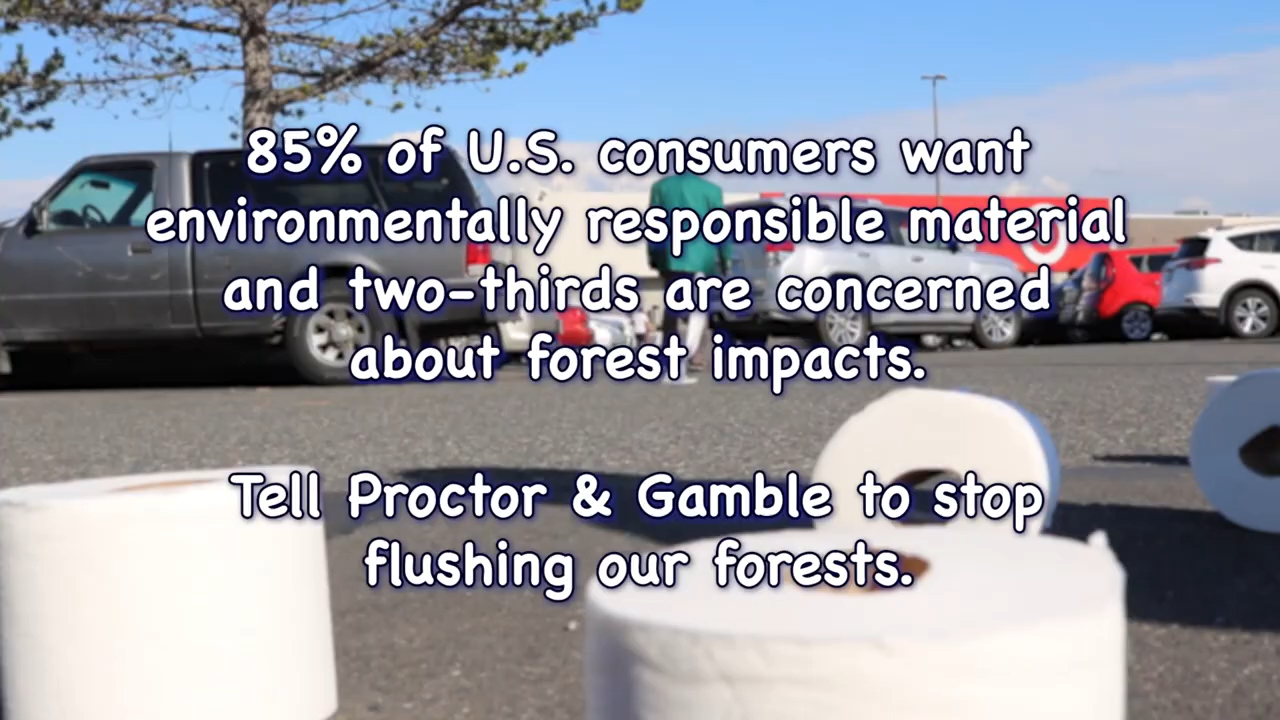 85% of U.S. consumers want
environmentally responsible material
and two-thirds are concerned
about forest impacts.
Tell Proctor & Gamble to stop
flushing our forests.